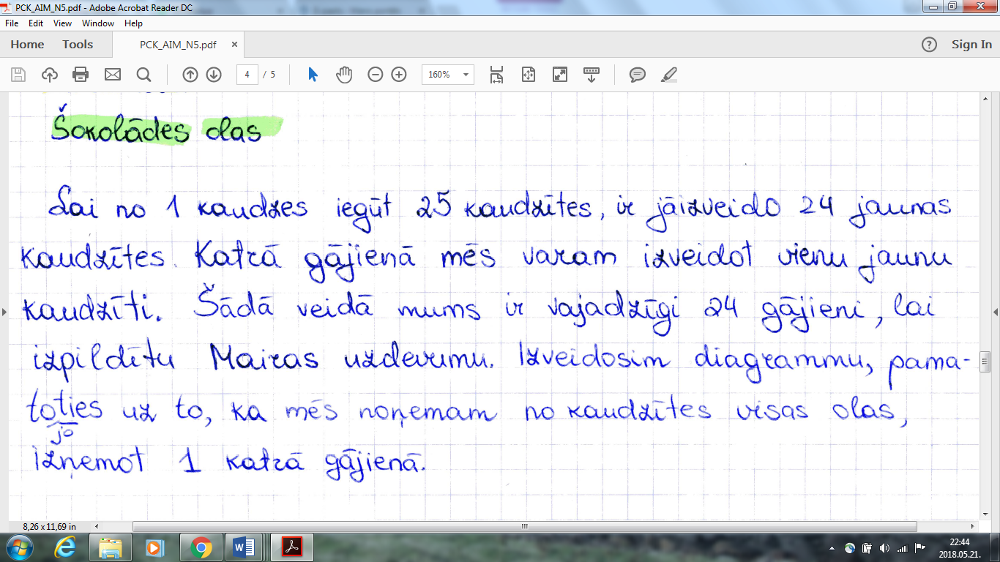 PCK_AIM_N5.pdf - Adobe Acrobat Reader DC
File Edit View Window Help
Home Tools PCK_AIM_N5.pdf × Sign In
4 / 5 160%
Šokolādes olas
Lai no 1 kaudzes iegūt 25 kaudzītes, ir jāizveido 24 jaunas
kaudzītes. Katrā gājienā mēs varam izveidot vienu jaunu
kaudzīti. Šādā veidā mums ir vajadzīgi 24 gājieni, lai
izpildītu Mairas uzdevumu. Izveidosim diagrammu, pama-
toties uz to, ka mēs noņemam no kaudzītes visas olas,
jo
izņemot 1 katrā gājienā.
8,26 x 11,69 in
22:44
2018.05.21.